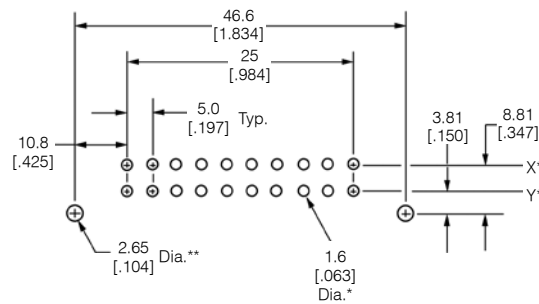 46.6
[1.834]
25
[.984]
5.0
[.197] Typ.
10.8
[.425]
3.81
[.150]
8.81
[.347]
X*
Y*
2.65
[.104] Dia.**
1.6
[.063]
Dia.*